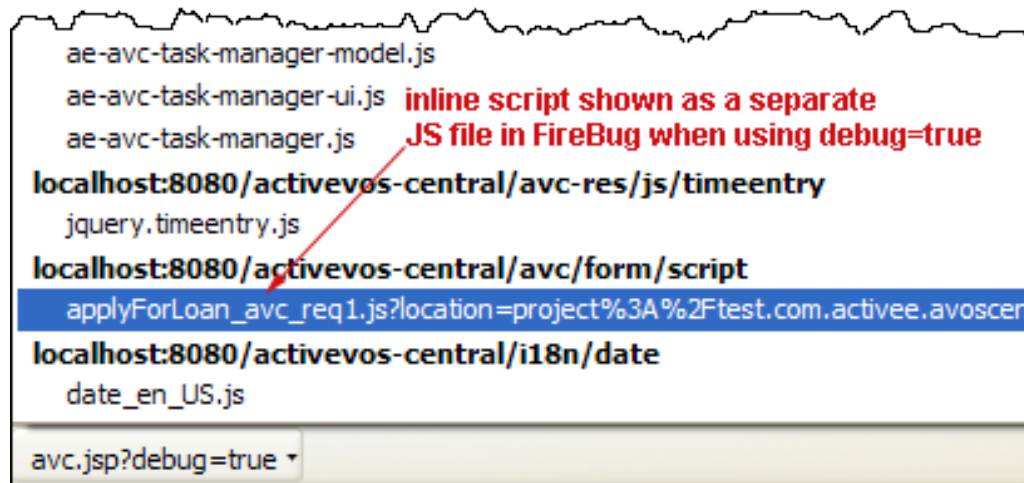 ae-avc-task-manager-model.js
ae-avc-task-manager-ui.js
inline script shown as a separate
ae-avc-task-manager.js
JS file in FireBug when using debug=true
localhost:8080/activevos-central/avc-res/js/timeentry
jquery.timeentry.js
localhost:8080/activevos-central/avc/form/script
applyForLoan_avc_req1.js?location=project%3A%2Ftest.com.activee.avoscen
localhost:8080/activevos-central/i18n/date
date_en_US.js
avc.jsp?debug=true